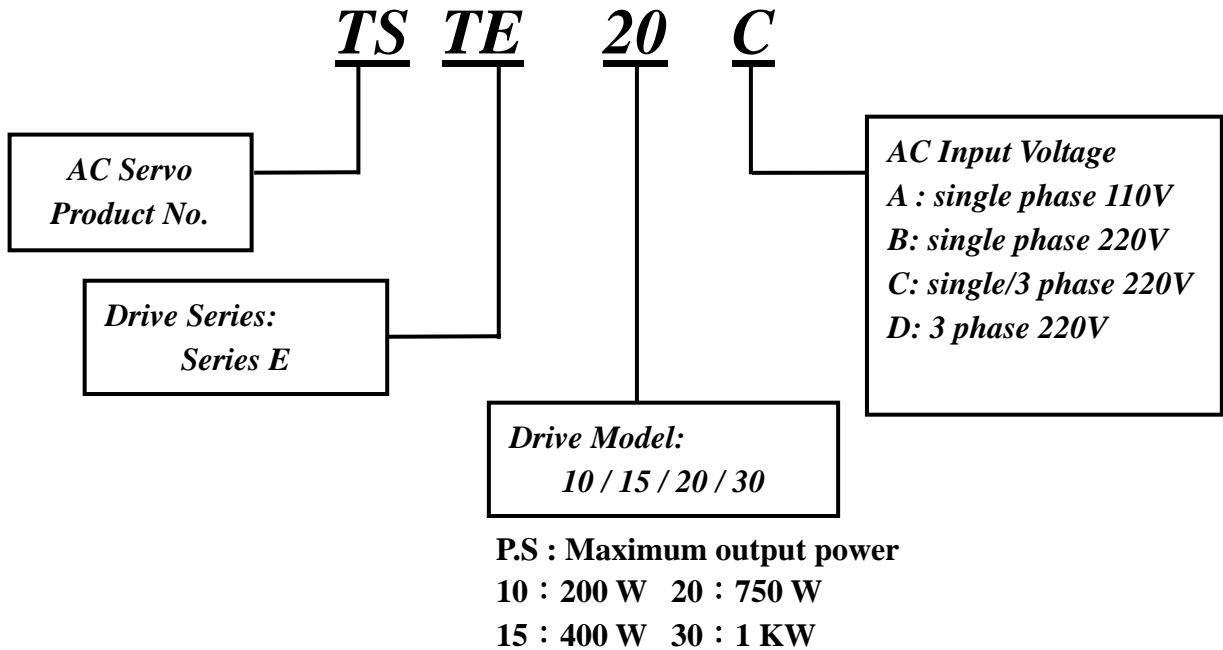 TS TE 20 C
AC Servo
Product No.
Drive Series:
Series E
Drive Model:
10 / 15 / 20 / 30
AC Input Voltage
A : single phase 110V
B: single phase 220V
C: single/3 phase 220V
D: 3 phase 220V
P.S : Maximum output power
10：200 W 20：750 W
15：400 W 30：1 KW